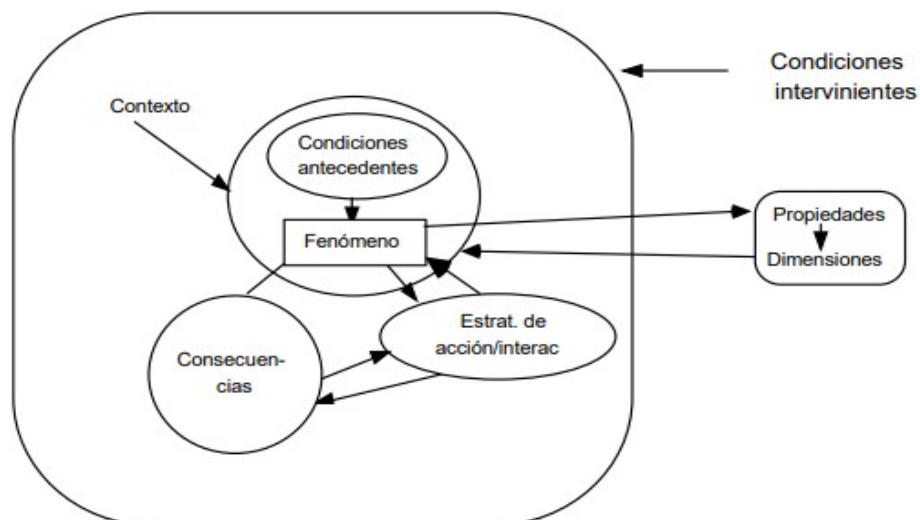 Condiciones
intervinientes
Contexto
Condiciones
antecedentes
Fenómeno
Propiedades
Dimensiones
Estrat. de
acción/interac
Consecuen-
cias